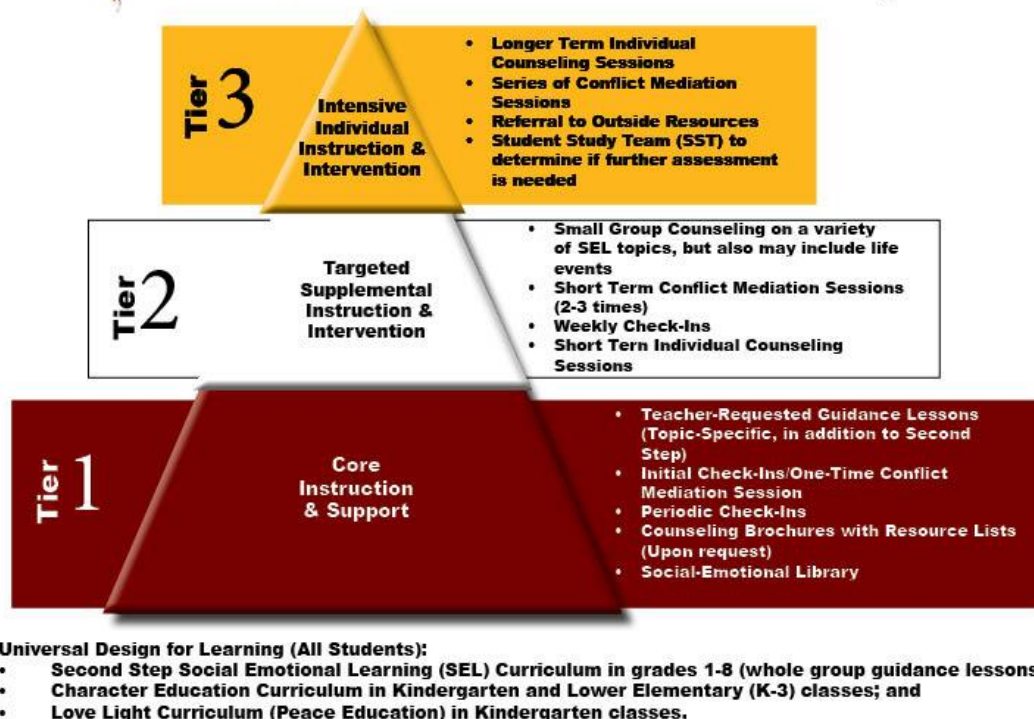 Tier 3
Intensive
Individual
Instruction &
Intervention
• Longer Term Individual
Counseling Sessions
• Series of Conflict Mediation
Sessions
• Referral to Outside Resources
• Student Study Team (SST) to
determine if further assessment
is needed
Tier 2
Targeted
Supplemental
Instruction &
Intervention
• Small Group Counseling on a variety
of SEL topics, but also may include life
events
• Short Term Conflict Mediation Sessions
(2-3 times)
• Weekly Check-Ins
• Short Tern Individual Counseling
Sessions
Tier 1
Core
Instruction
& Support
• Teacher-Requested Guidance Lessons
(Topic-Specific, in addition to Second
Step)
• Initial Check-Ins/One-Time Conflict
Mediation Session
• Periodic Check-Ins
• Counseling Brochures with Resource Lists
(Upon request)
• Social-Emotional Library
Universal Design for Learning (All Students):
• Second Step Social Emotional Learning (SEL) Curriculum in grades 1-8 (whole group guidance lessons
• Character Education Curriculum in Kindergarten and Lower Elementary (K-3) classes; and
• Love Light Curriculum (Peace Education) in Kindergarten classes.